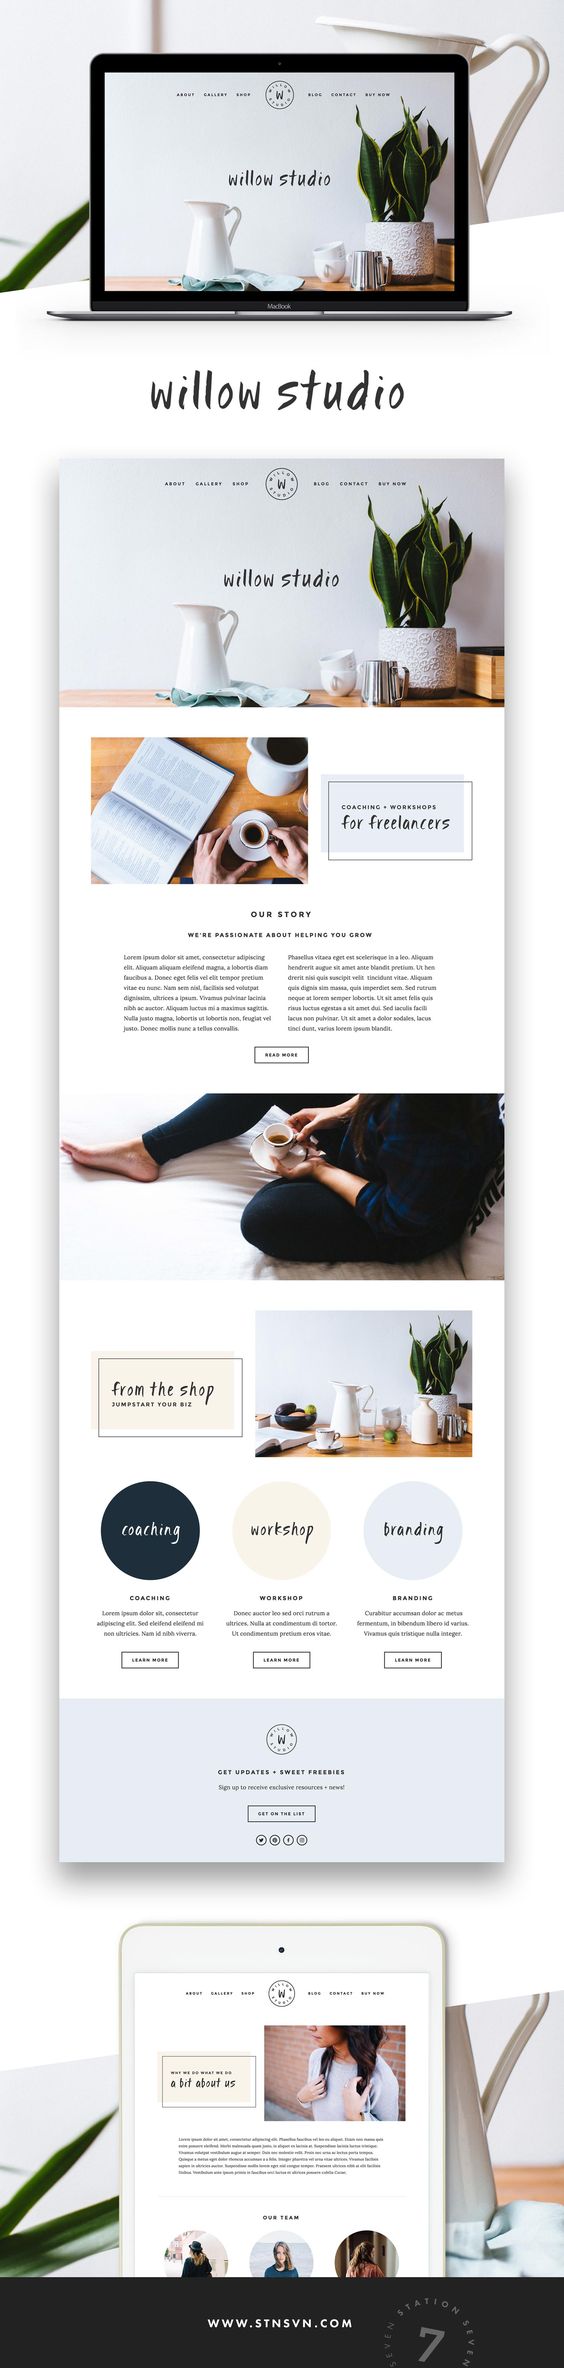 ABOUT GALLERY SHOP WILLOW STUDIO W BLOG CONTACT BUY NOW
willow studio
MacBook
willow studio
ABOUT GALLERY SHOP WILLOW STUDIO W BLOG CONTACT BUY NOW
willow studio
COACHING + WORKSHOPS
for freelancers
OUR STORY
WE'RE PASSIONATE ABOUT HELPING YOU GROW
Lorem ipsum dolor sit amet, consectetur adipiscing
elit. Aliquam aliquam eleifend magna, a lobortis diam
faucibus a. Donec eget felis vel elit tempor pretium
vitae eu nunc. Nam sem nisl, facilisis sed volutpat
dignissim, ultrices a ipsum. Vivamus pulvinar lacinia
nibh ac auctor. Aliquam luctus mi a maximus sagittis.
Nulla justo magna, lobortis ut lobortis non, feugiat vel
justo. Donec mollis nunc a tellus convallis.
Phasellus vitaea eget est scelerisque in a leo. Aliquam
hendrerit augue sit amet ante blandit pretium. Ut hen
drerit nisi quis suscipit velit tincidunt vitae. Aliquam
quis dignis sim massa, quis imperdiet sem. Sed rutrum
neque at lorem semper lobortis. Ut sit amet felis quis
risus luctus egestas a sit amet dui. Sed iaculis facili
lacus non pulvinar. Ut condimentum nisl a odio
tinci dunt, varius lorem ipsum blandit.
READ MORE
from the shop
JUMPSTART YOUR BIZ
coaching
workshop
branding
COACHING
Lorem ipsum dolor sit, consectetur
adipiscing elit. Sed eleifend eleifend mi
non ultricies. Nam id nibh viverra.
LEARN MORE
WORKSHOP
Donec auctor leo sed orci rutrum a
ultrices. Nulla at condimentum di tortor.
Ut condimentum pretium eros vitae.
LEARN MORE
BRANDING
Curabitur accumsan dolor ac metus
fermentum, in bibendum libero id varius.
Vivamus quis tristique nulla integer.
LEARN MORE
WILLOW STUDIO W
GET UPDATES + SWEET FREEBIES
Sign up to receive exclusive resources + news!
GET ON THE LIST
ABOUT GALLERY SHOP WILLOW STUDIO W BLOG CONTACT BUY NOW
WHY WE DO WHAT WE DO
a bit about us
OUR TEAM
WWW.STNSVN.COM
STATION SEVEN
SEVEN
7